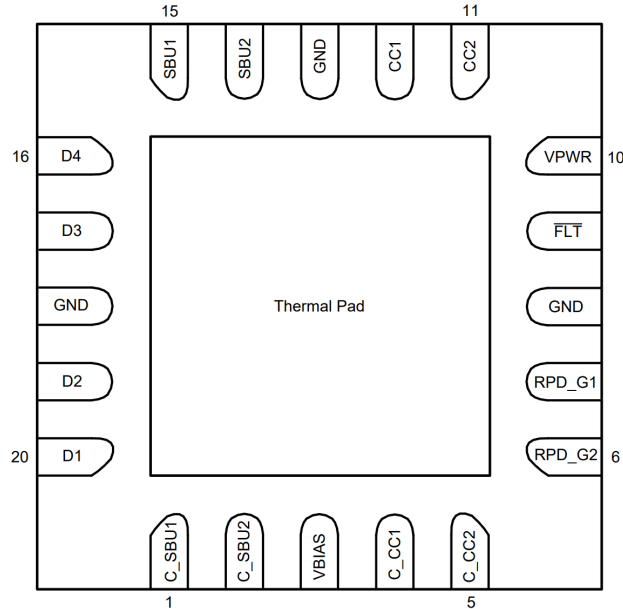 15
11
SBU1
SBU2
GND
CC1
CC2
16
D4
VPWR
10
D3
FLT
GND
Thermal Pad
GND
D2
RPD_G1
20
D1
RPD_G2
6
C_SBU1
C_SBU2
VBIAS
C_CC1
C_CC2
1
5